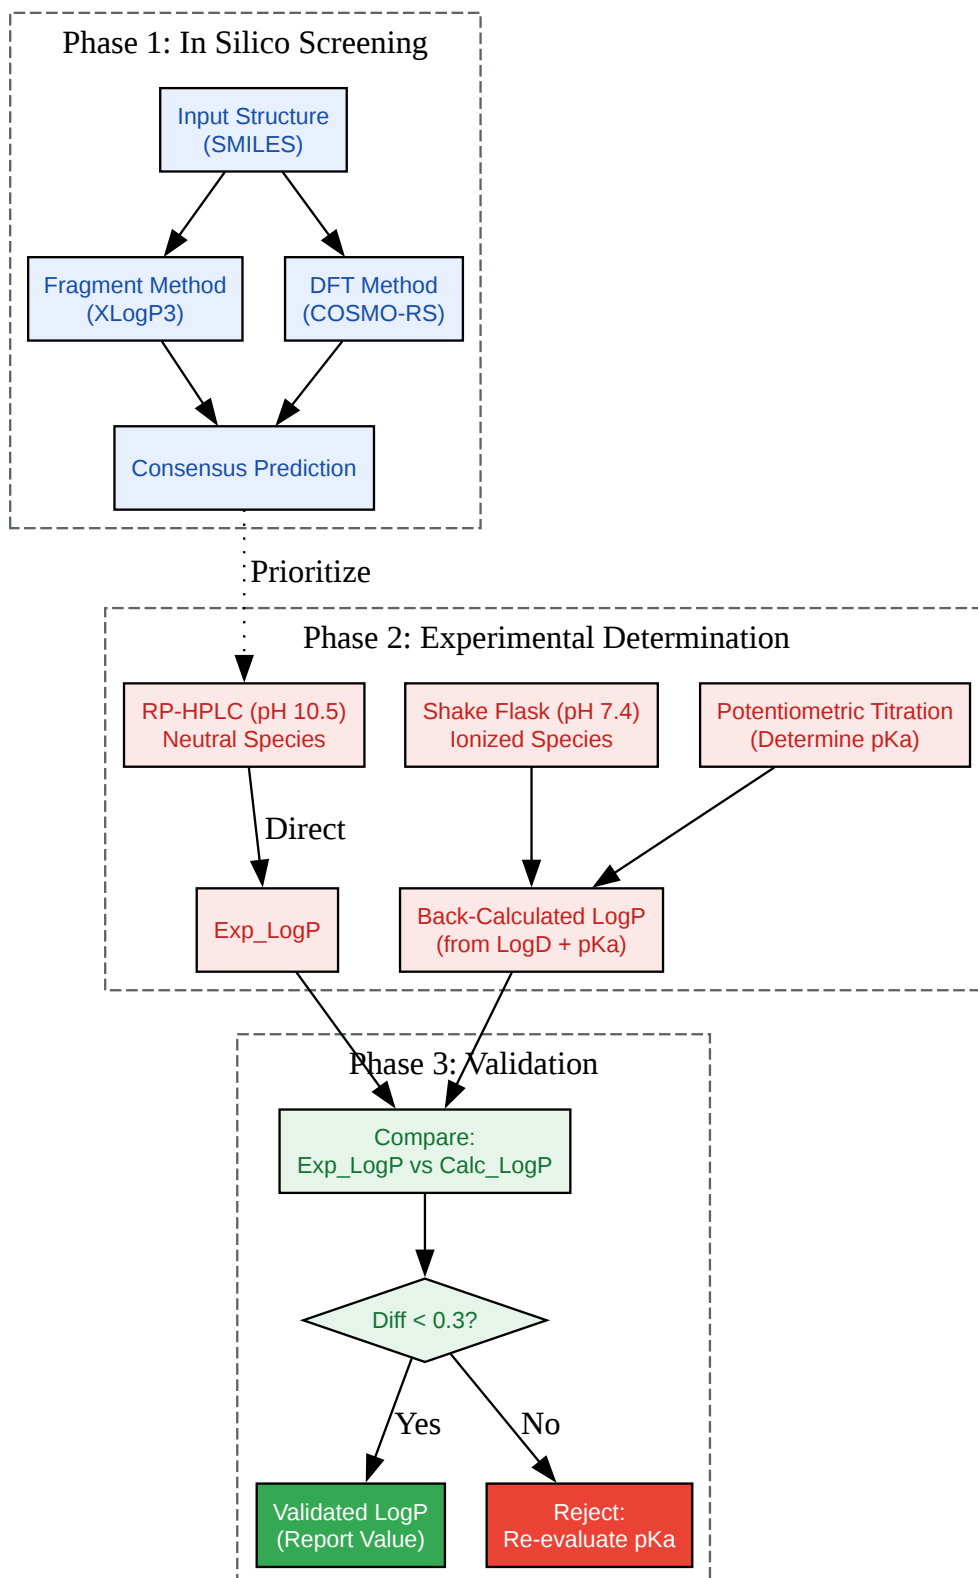 Phase 1: In Silico Screening
Input Structure
(SMILES)
Fragment Method
(XLogP3)
DFT Method
(COSMO-RS)
Consensus Prediction
Prioritize
Phase 2: Experimental Determination
RP-HPLC (pH 10.5)
Neutral Species
Shake Flask (pH 7.4)
Ionized Species
Potentiometric Titration
(Determine pKa)
Direct
Exp_LogP
Back-Calculated LogP
(from LogD + pKa)
Phase 3: Validation
Compare:
Exp_LogP vs Calc_LogP
Diff < 0.3?
Yes
No
Validated LogP
(Report Value)
Reject:
Re-evaluate pKa